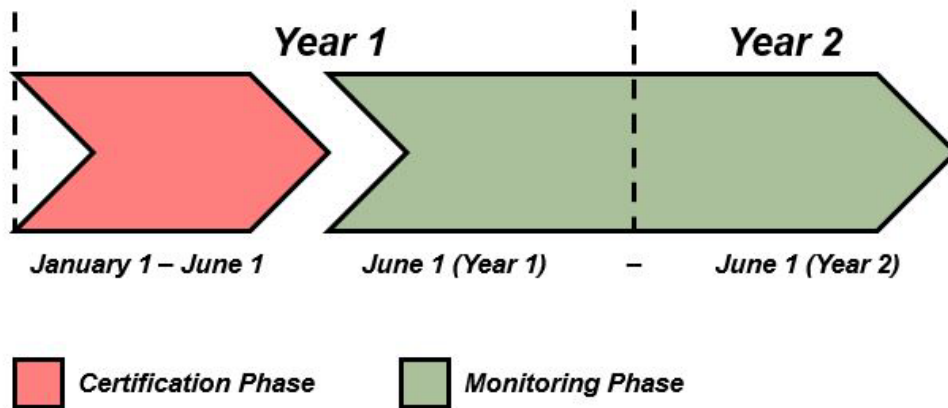 Year 1
Year 2
January 1 – June 1
June 1 (Year 1) – June 1 (Year 2)
Certification Phase
Monitoring Phase